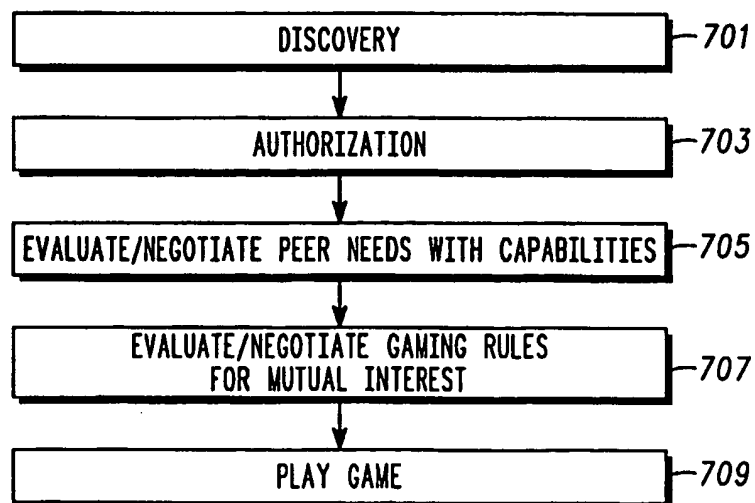 DISCOVERY 701
AUTHORIZATION 703
EVALUATE/NEGOTIATE PEER NEEDS WITH CAPABILITIES 705
EVALUATE/NEGOTIATE GAMING RULES
FOR MUTUAL INTEREST 707
PLAY GAME 709